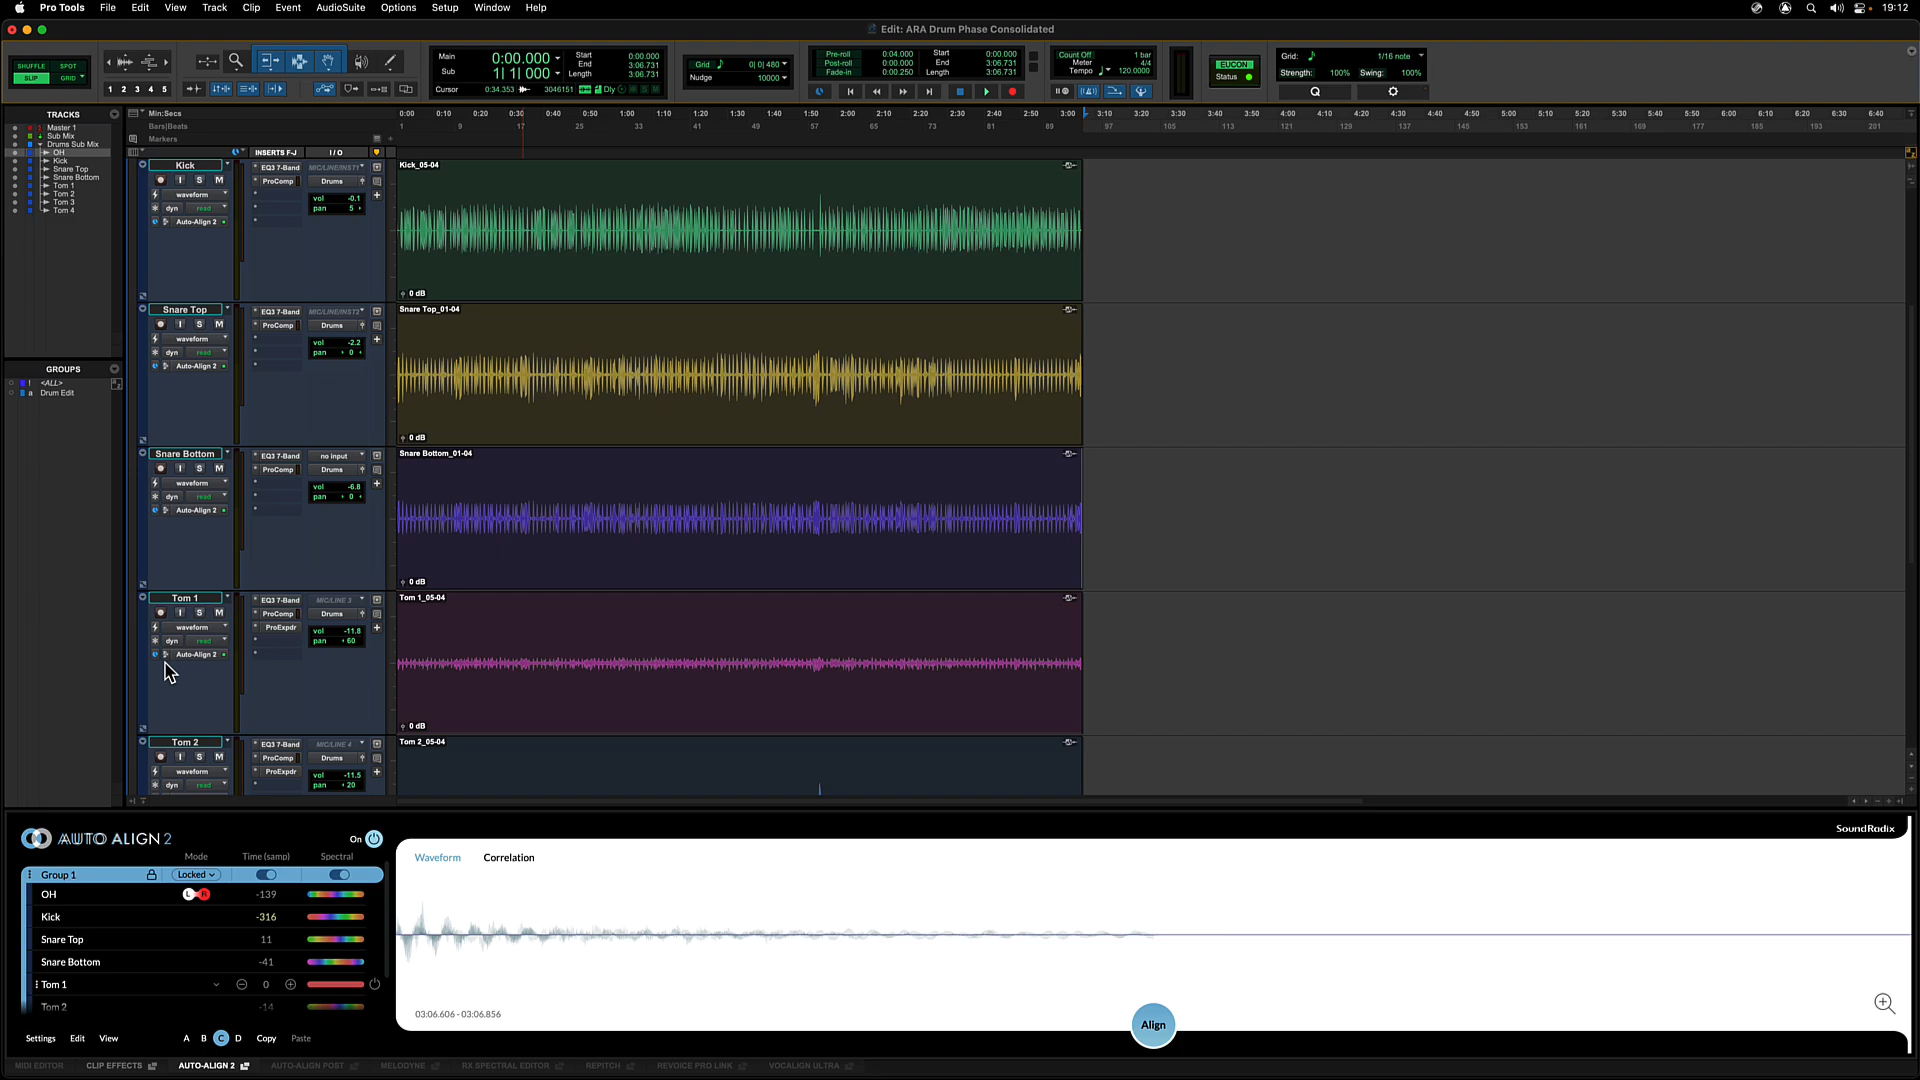 Pro Tools File Edit View Track Clip Event AudioSuite Options Setup Window Help 19:12
Edit: ARA Drum Phase Consolidated
SHUFFLE SPOT
SLIP GRID
1 2 3 4 5
Main 0:00.000
Sub 1|1|000
Start 0:00.000
End 3:06.731
Length 3:06.731
Cursor 0:34.353 3046151 Dly
Grid 0|0|480
Nudge 10000
Pre-roll 0:04.000
Post-roll 0:00.000
Fade-in 0:00.250
Start 0:00.000
End 3:06.731
Length 3:06.731
Count Off 1 bar
Meter 4/4
Tempo 120.0000
EUCON
Status
Grid: 1/16 note
Strength: 100% Swing: 100%
TRACKS
Master 1
Sub Mix
Drums Sub Mix
OH
Kick
Snare Top
Snare Bottom
Tom 1
Tom 2
Tom 3
Tom 4
GROUPS
! <ALL>
a Drum Edit
Min:Secs 0:00 0:10 0:20 0:30 0:40 0:50 1:00 1:10 1:20 1:30 1:40 1:50 2:00 2:10 2:20 2:30 2:40 2:50 3:00 3:10 3:20 3:30 3:40 3:50 4:00 4:10 4:20 4:30 4:40 4:50 5:00 5:10 5:20 5:30 5:40 5:50 6:00 6:10 6:20
Bars|Beats 1 9 17 25 33 41 49 57 65 73 81 89 97 105 113 121 129 137 145 153 161 169 177 185 193 201
Markers
INSERTS F-J I / O
Kick
I S M
waveform
dyn read
Auto-Align 2
EQ3 7-Band
ProComp
MIC/LINE/INST1
Drums
vol -0.1
pan 5
Kick_05-04
0 dB
Snare Top
I S M
waveform
dyn read
Auto-Align 2
EQ3 7-Band
ProComp
MIC/LINE/INST2
Drums
vol -2.2
pan 0
Snare Top_01-04
0 dB
Snare Bottom
I S M
waveform
dyn read
Auto-Align 2
EQ3 7-Band
ProComp
no input
Drums
vol -6.8
pan 0
Snare Bottom_01-04
0 dB
Tom 1
I S M
waveform
dyn read
Auto-Align 2
EQ3 7-Band
ProComp
ProExpdr
MIC/LINE 3
Drums
vol -11.8
pan 60
Tom 1_05-04
0 dB
Tom 2
I S M
waveform
dyn read
EQ3 7-Band
ProComp
ProExpdr
MIC/LINE 4
Drums
vol -11.5
pan 20
Tom 2_05-04
AUTO ALIGN 2 On
SoundRadix
Mode Time (samp) Spectral
Group 1 Locked
OH L R -139
Kick -316
Snare Top 11
Snare Bottom -41
Tom 1 0
Tom 2 -14
Settings Edit View A B C D Copy Paste
Waveform Correlation
03:06.606 - 03:06.856
Align
MIDI EDITOR CLIP EFFECTS AUTO-ALIGN 2 AUTO-ALIGN POST MELODYNE RX SPECTRAL EDITOR REPITCH REVOICE PRO LINK VOCALIGN ULTRA